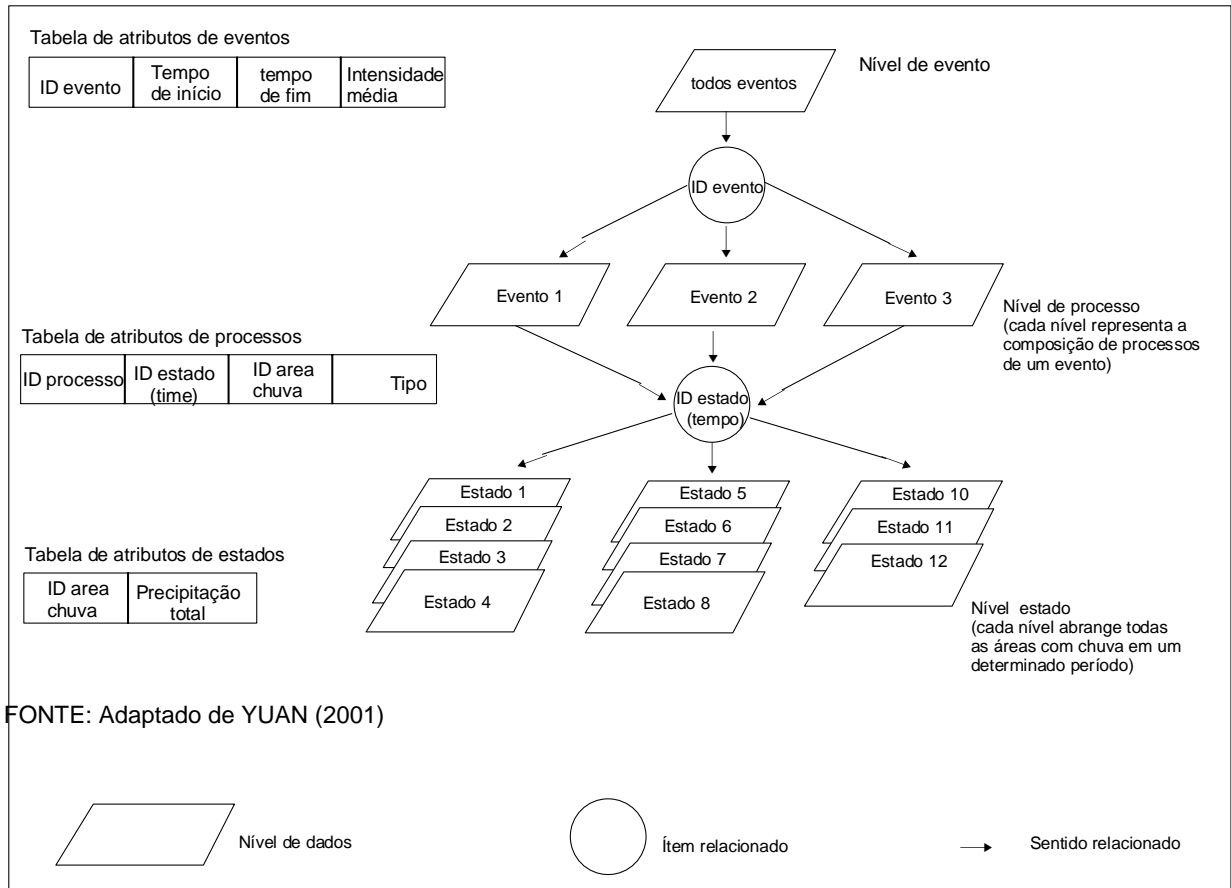 Tabela de atributos de eventos
ID evento
Tempo
de início
tempo
de fim
Intensidade
média
todos eventos
Nível de evento
ID evento
Evento 1
Evento 2
Evento 3
Nível de processo
(cada nível representa a
composição de processos
de um evento)
Tabela de atributos de processos
ID processo
ID estado
(time)
ID area
chuva
Tipo
ID estado
(tempo)
Estado 1
Estado 2
Estado 3
Estado 4
Estado 5
Estado 6
Estado 7
Estado 8
Estado 10
Estado 11
Estado 12
Tabela de atributos de estados
ID area
chuva
Precipitação
total
Nível estado
(cada nível abrange todas
as áreas com chuva em um
determinado período)
FONTE: Adaptado de YUAN (2001)
Nível de dados
Ítem relacionado
Sentido relacionado